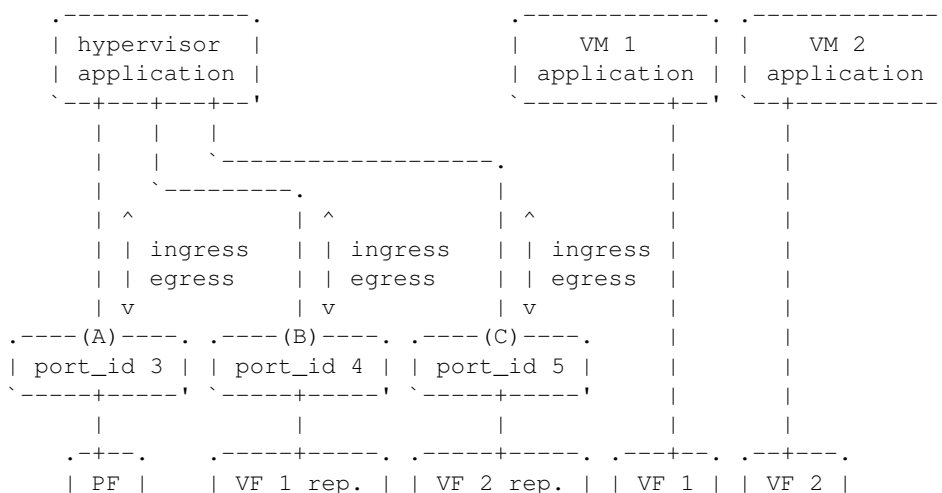 hypervisor VM 1 VM 2
application application application
ingress ingress ingress
egress egress egress
v v v
(A) (B) (C)
port_id 3 port_id 4 port_id 5
PF VF 1 rep. VF 2 rep. VF 1 VF 2